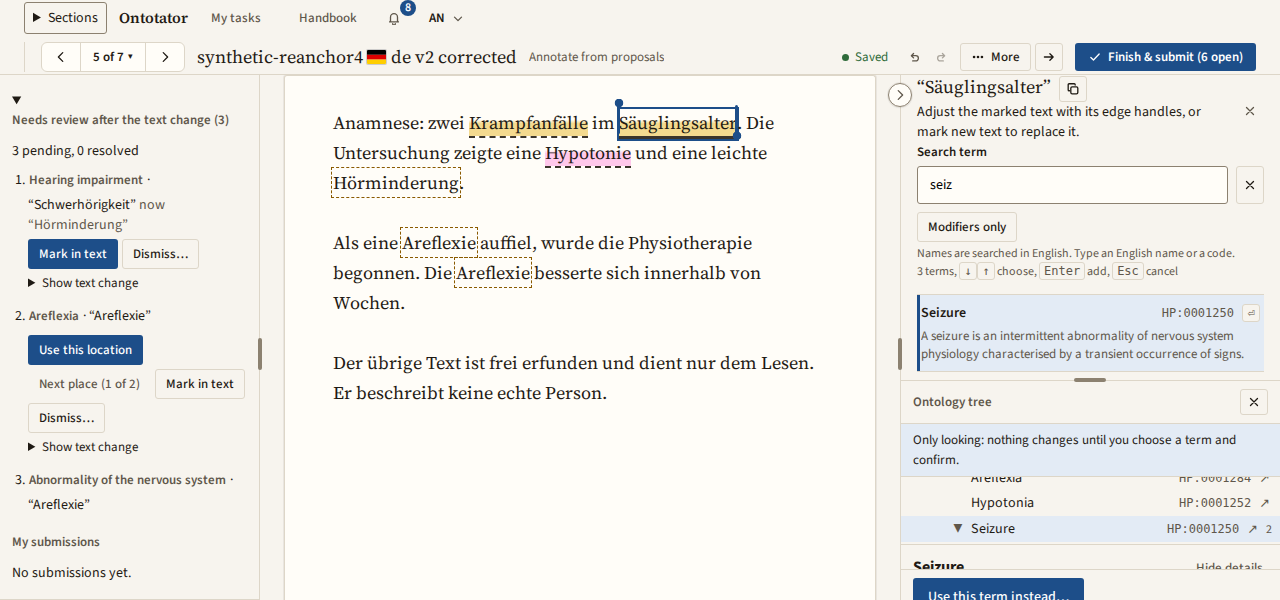 Sections Ontotator My tasks Handbook 8 AN
5 of 7 synthetic-reanchor4 de v2 corrected Annotate from proposals Saved More Finish & submit (6 open)
Needs review after the text change (3)
3 pending, 0 resolved
1. Hearing impairment ·
“Schwerhörigkeit” now
“Hörminderung”
Mark in text Dismiss…
Show text change
2. Areflexia · “Areflexie”
Use this location
Next place (1 of 2) Mark in text
Dismiss…
Show text change
3. Abnormality of the nervous system ·
“Areflexie”
My submissions
No submissions yet.
Anamnese: zwei Krampfanfälle im Säuglingsalter. Die
Untersuchung zeigte eine Hypotonie und eine leichte
Hörminderung.
Als eine Areflexie auffiel, wurde die Physiotherapie
begonnen. Die Areflexie besserte sich innerhalb von
Wochen.
Der übrige Text ist frei erfunden und dient nur dem Lesen.
Er beschreibt keine echte Person.
“Säuglingsalter”
Adjust the marked text with its edge handles, or
mark new text to replace it.
Search term
seiz
Modifiers only
Names are searched in English. Type an English name or a code.
3 terms, ↓ ↑ choose, Enter add, Esc cancel
Seizure HP:0001250
A seizure is an intermittent abnormality of nervous system
physiology characterised by a transient occurrence of signs.
Ontology tree
Only looking: nothing changes until you choose a term and
confirm.
Areflexia HP:0001284 ↗
Hypotonia HP:0001252 ↗
Seizure HP:0001250 ↗ 2
Seizure Hide details
Use this term instead…